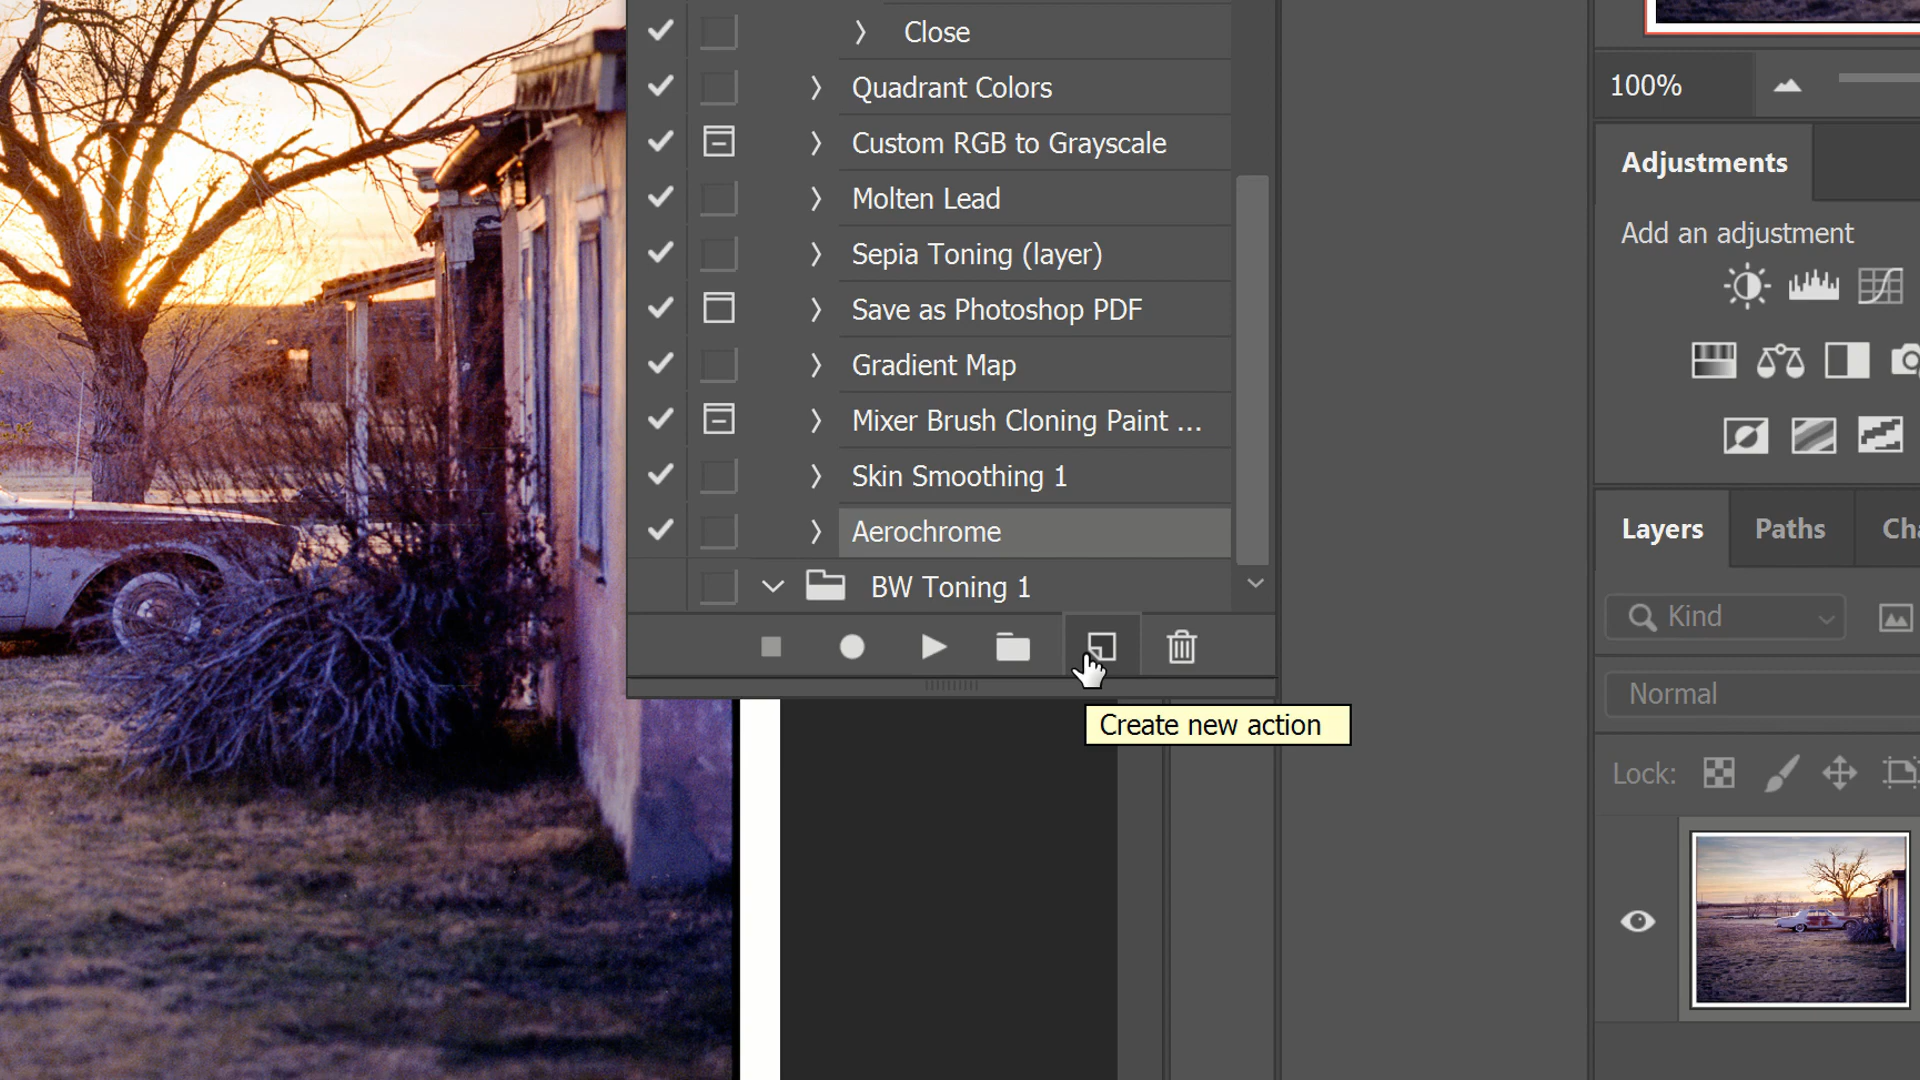 Close
Quadrant Colors
Custom RGB to Grayscale
Molten Lead
Sepia Toning (layer)
Save as Photoshop PDF
Gradient Map
Mixer Brush Cloning Paint ...
Skin Smoothing 1
Aerochrome
BW Toning 1
Create new action
100%
Adjustments
Add an adjustment
Layers Paths Cha
Kind
Normal
Lock: